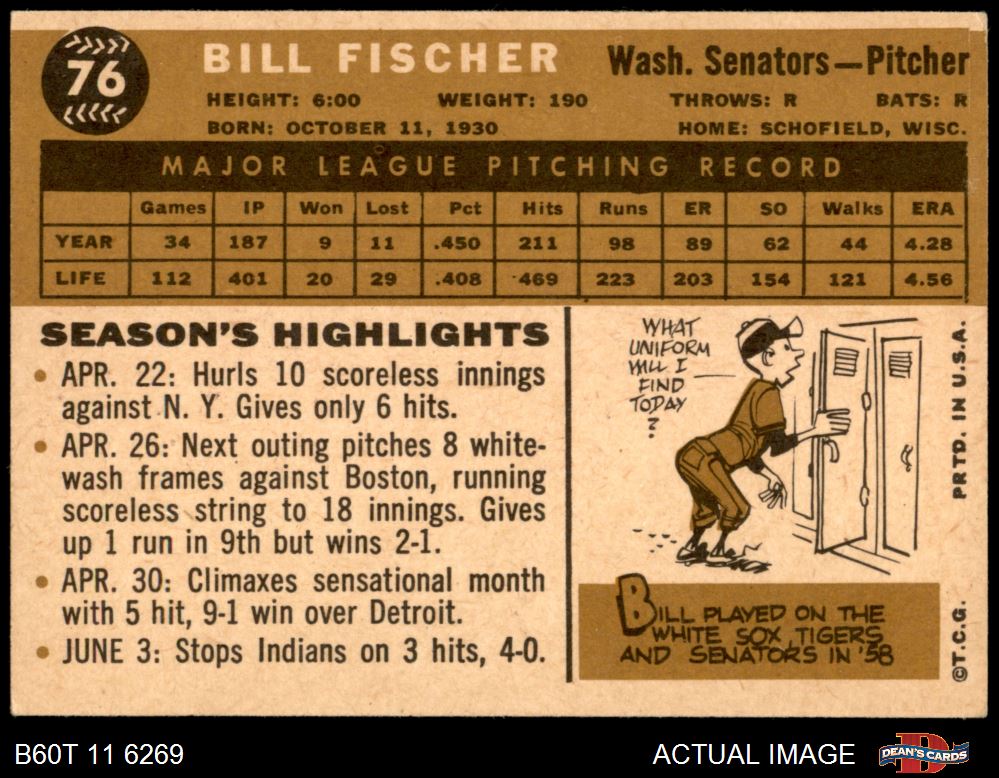 76
BILL FISCHER
Wash. Senators—Pitcher
HEIGHT: 6:00 WEIGHT: 190 THROWS: R BATS: R
BORN: OCTOBER 11, 1930 HOME: SCHOFIELD, WISC.
MAJOR LEAGUE PITCHING RECORD
Games IP Won Lost Pct Hits Runs ER SO Walks ERA
YEAR 34 187 9 11 .450 211 98 89 62 44 4.28
LIFE 112 401 20 29 .408 469 223 203 154 121 4.56
SEASON'S HIGHLIGHTS
• APR. 22: Hurls 10 scoreless innings
against N. Y. Gives only 6 hits.
• APR. 26: Next outing pitches 8 white-
wash frames against Boston, running
scoreless string to 18 innings. Gives
up 1 run in 9th but wins 2-1.
• APR. 30: Climaxes sensational month
with 5 hit, 9-1 win over Detroit.
• JUNE 3: Stops Indians on 3 hits, 4-0.
WHAT
UNIFORM
WILL I
FIND
TODAY
?
BILL PLAYED ON THE
WHITE SOX, TIGERS
AND SENATORS IN '58
©T.C.G. PRTD. IN U.S.A.
B60T 11 6269
ACTUAL IMAGE
D
DEAN'S CARDS